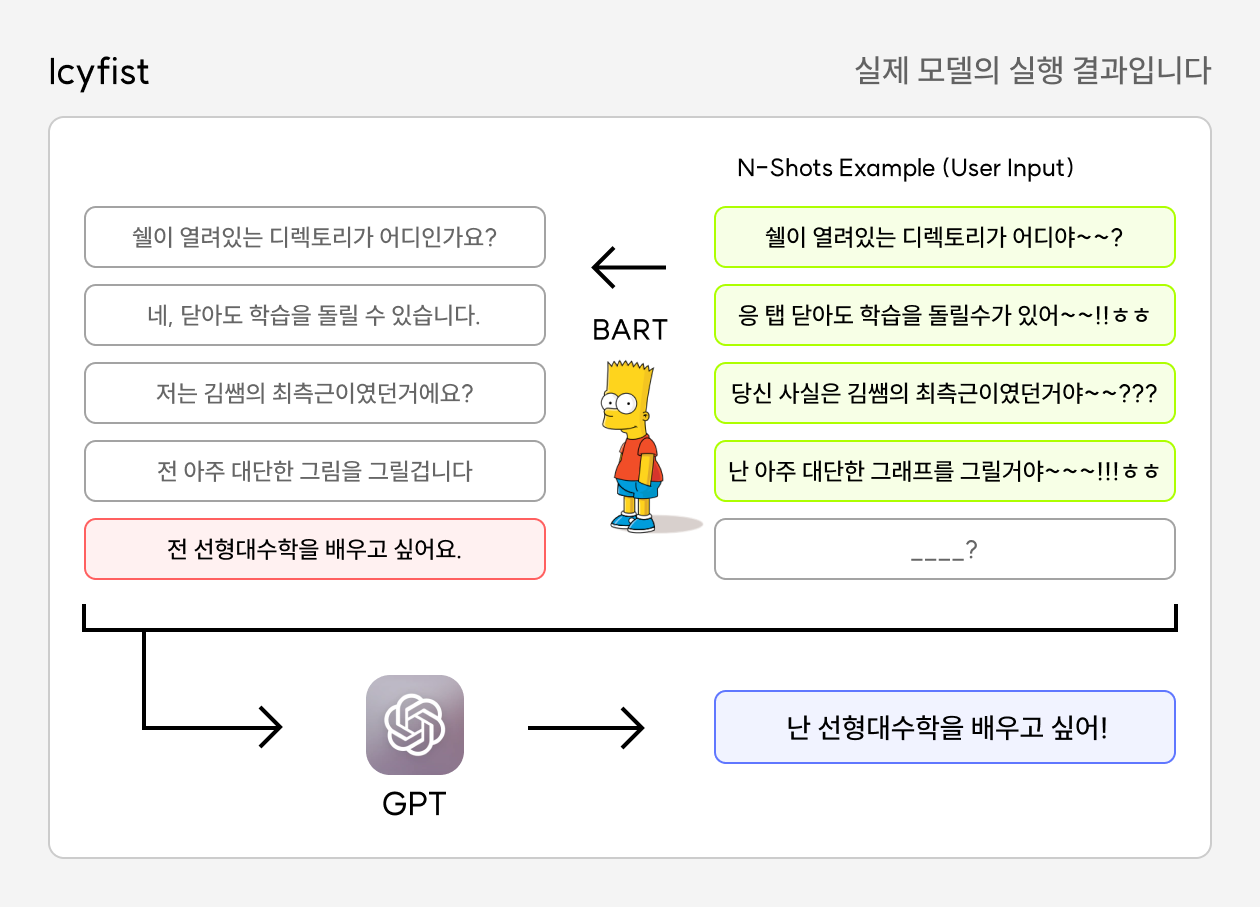 Icyfist
실제 모델의 실행 결과입니다
N-Shots Example (User Input)
쉘이 열려있는 디렉토리가 어디인가요?
쉘이 열려있는 디렉토리가 어디야~~?
네, 닫아도 학습을 돌릴 수 있습니다.
응 탭 닫아도 학습을 돌릴수가 있어~~!!ㅎㅎ
BART
저는 김쌤의 최측근이였던거에요?
당신 사실은 김쌤의 최측근이였던거야~~???
전 아주 대단한 그림을 그릴겁니다
난 아주 대단한 그래프를 그릴거야~~~!!!ㅎㅎ
전 선형대수학을 배우고 싶어요.
____?
난 선형대수학을 배우고 싶어!
GPT